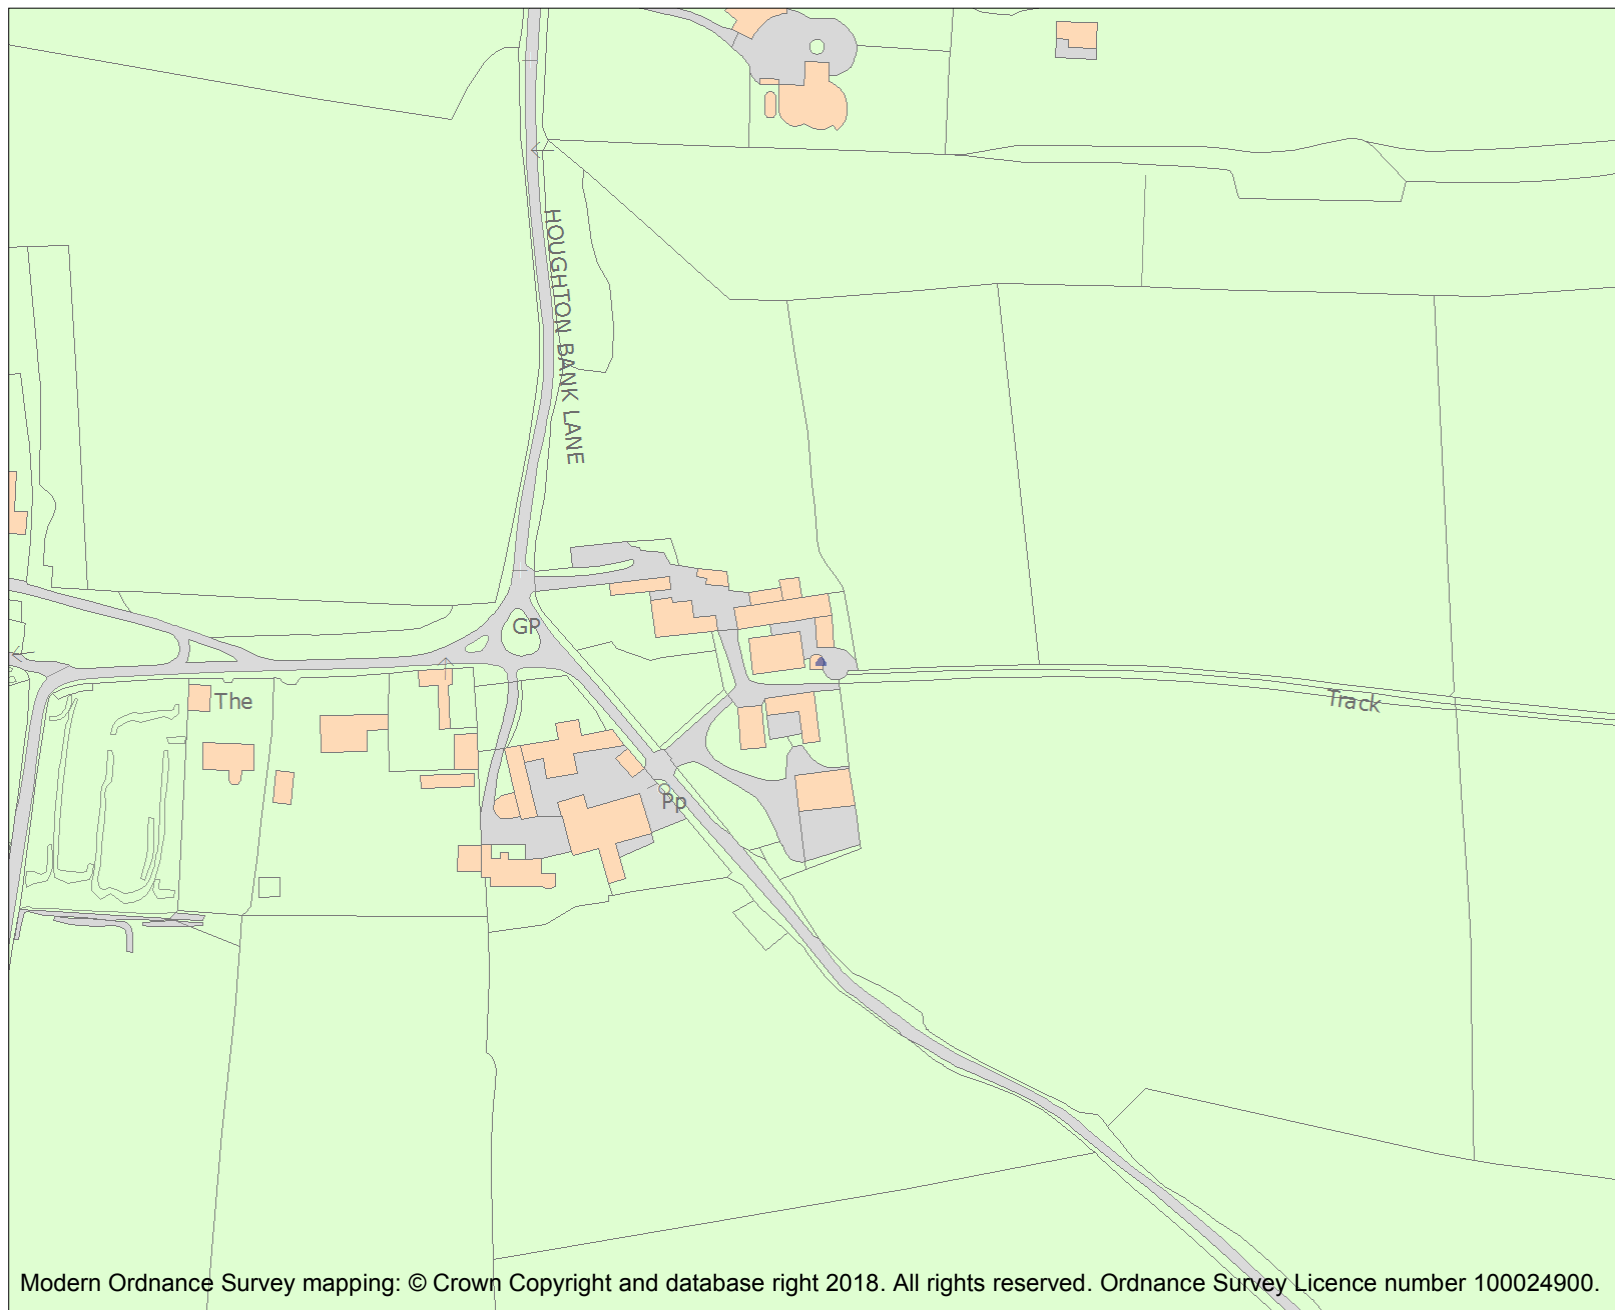 HOUGHTON BANK LANE
GP
The
Track
Pp
Modern Ordnance Survey mapping: © Crown Copyright and database right 2018. All rights reserved. Ordnance Survey Licence number 100024900.